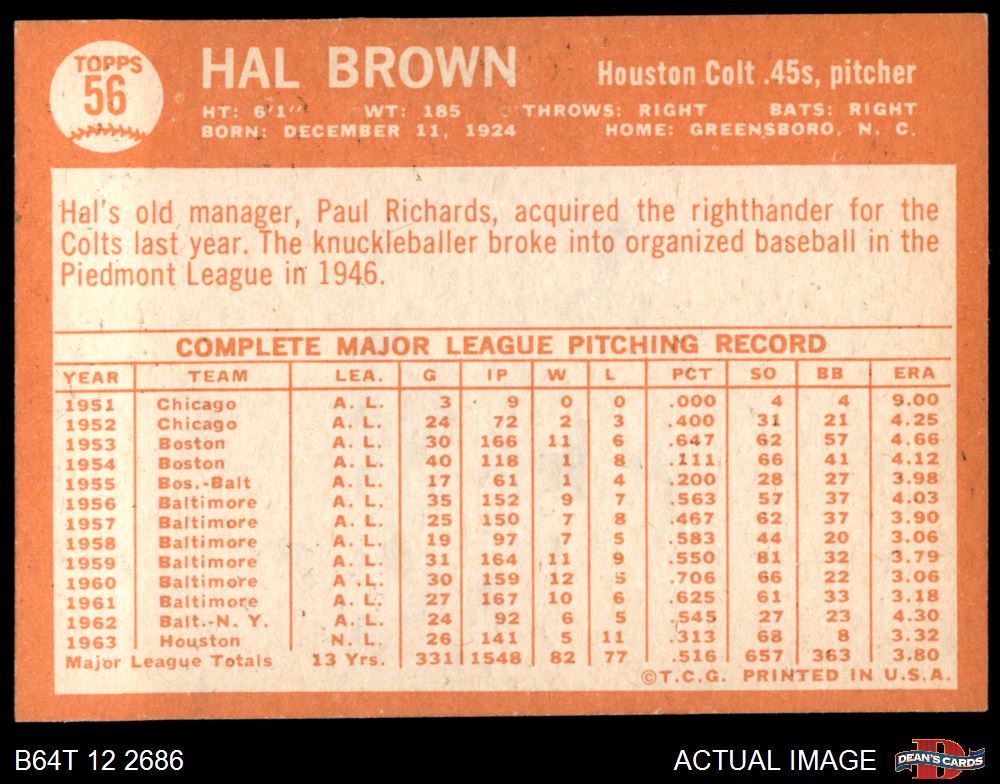 TOPPS
56
HAL BROWN
Houston Colt .45s, pitcher
HT: 6'1" WT: 185 THROWS: RIGHT BATS: RIGHT
BORN: DECEMBER 11, 1924 HOME: GREENSBORO, N. C.
Hal's old manager, Paul Richards, acquired the righthander for the
Colts last year. The knuckleballer broke into organized baseball in the
Piedmont League in 1946.
COMPLETE MAJOR LEAGUE PITCHING RECORD
YEAR TEAM LEA. G IP W L PCT SO BB ERA
1951 Chicago A. L. 3 9 0 0 .000 4 4 9.00
1952 Chicago A. L. 24 72 2 3 .400 31 21 4.25
1953 Boston A. L. 30 166 11 6 .647 62 57 4.66
1954 Boston A. L. 40 118 1 8 .111 66 41 4.12
1955 Bos.-Balt A. L. 17 61 1 4 .200 28 27 3.98
1956 Baltimore A. L. 35 152 9 7 .563 57 37 4.03
1957 Baltimore A. L. 25 150 7 8 .467 62 37 3.90
1958 Baltimore A. L. 19 97 7 5 .583 44 20 3.06
1959 Baltimore A. L. 31 164 11 9 .550 81 32 3.79
1960 Baltimore A .L. 30 159 12 5 .706 66 22 3.06
1961 Baltimore A. L. 27 167 10 6 .625 61 33 3.18
1962 Balt.-N. Y. A. L. 24 92 6 5 .545 27 23 4.30
1963 Houston N. L. 26 141 5 11 .313 68 8 3.32
Major League Totals 13 Yrs. 331 1548 82 77 .516 657 363 3.80
©T.C.G. PRINTED IN U.S.A.
B64T 12 2686
ACTUAL IMAGE
D
DEAN'S CARDS